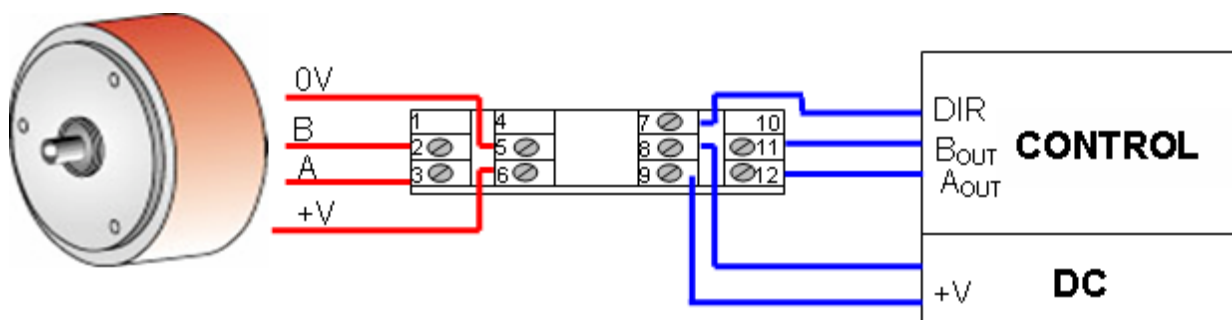 0V
B
A
+V
1 4 7 10
2 5 8 11
3 6 9 12
DIR
BOUT CONTROL
AOUT
+V DC